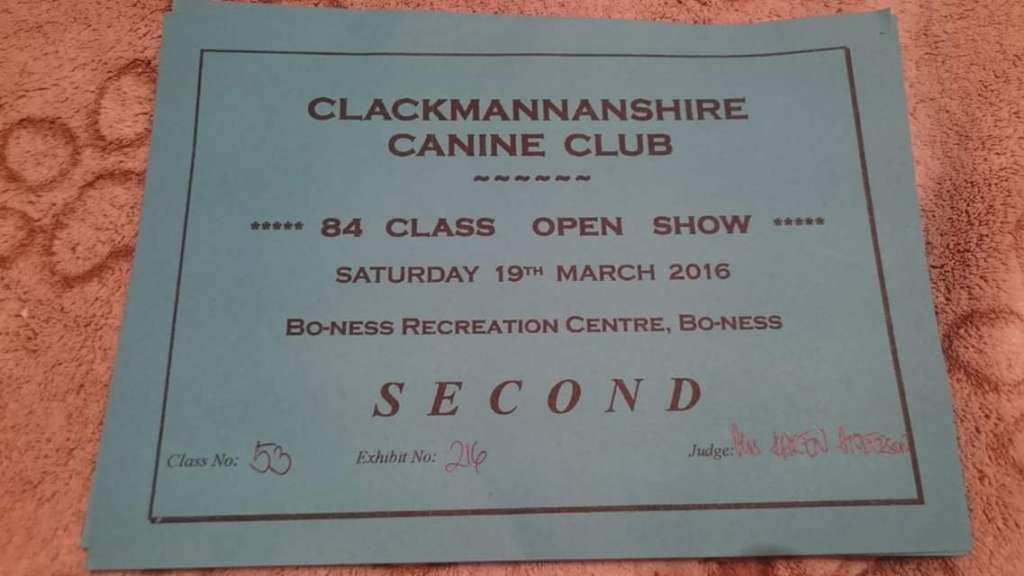 CLACKMANNANSHIRE
CANINE CLUB
~~~~~~
***** 84 CLASS OPEN SHOW *****
SATURDAY 19TH MARCH 2016
BO-NESS RECREATION CENTRE, BO-NESS
SECOND
Class No: 53 Exhibit No: 216 Judge: